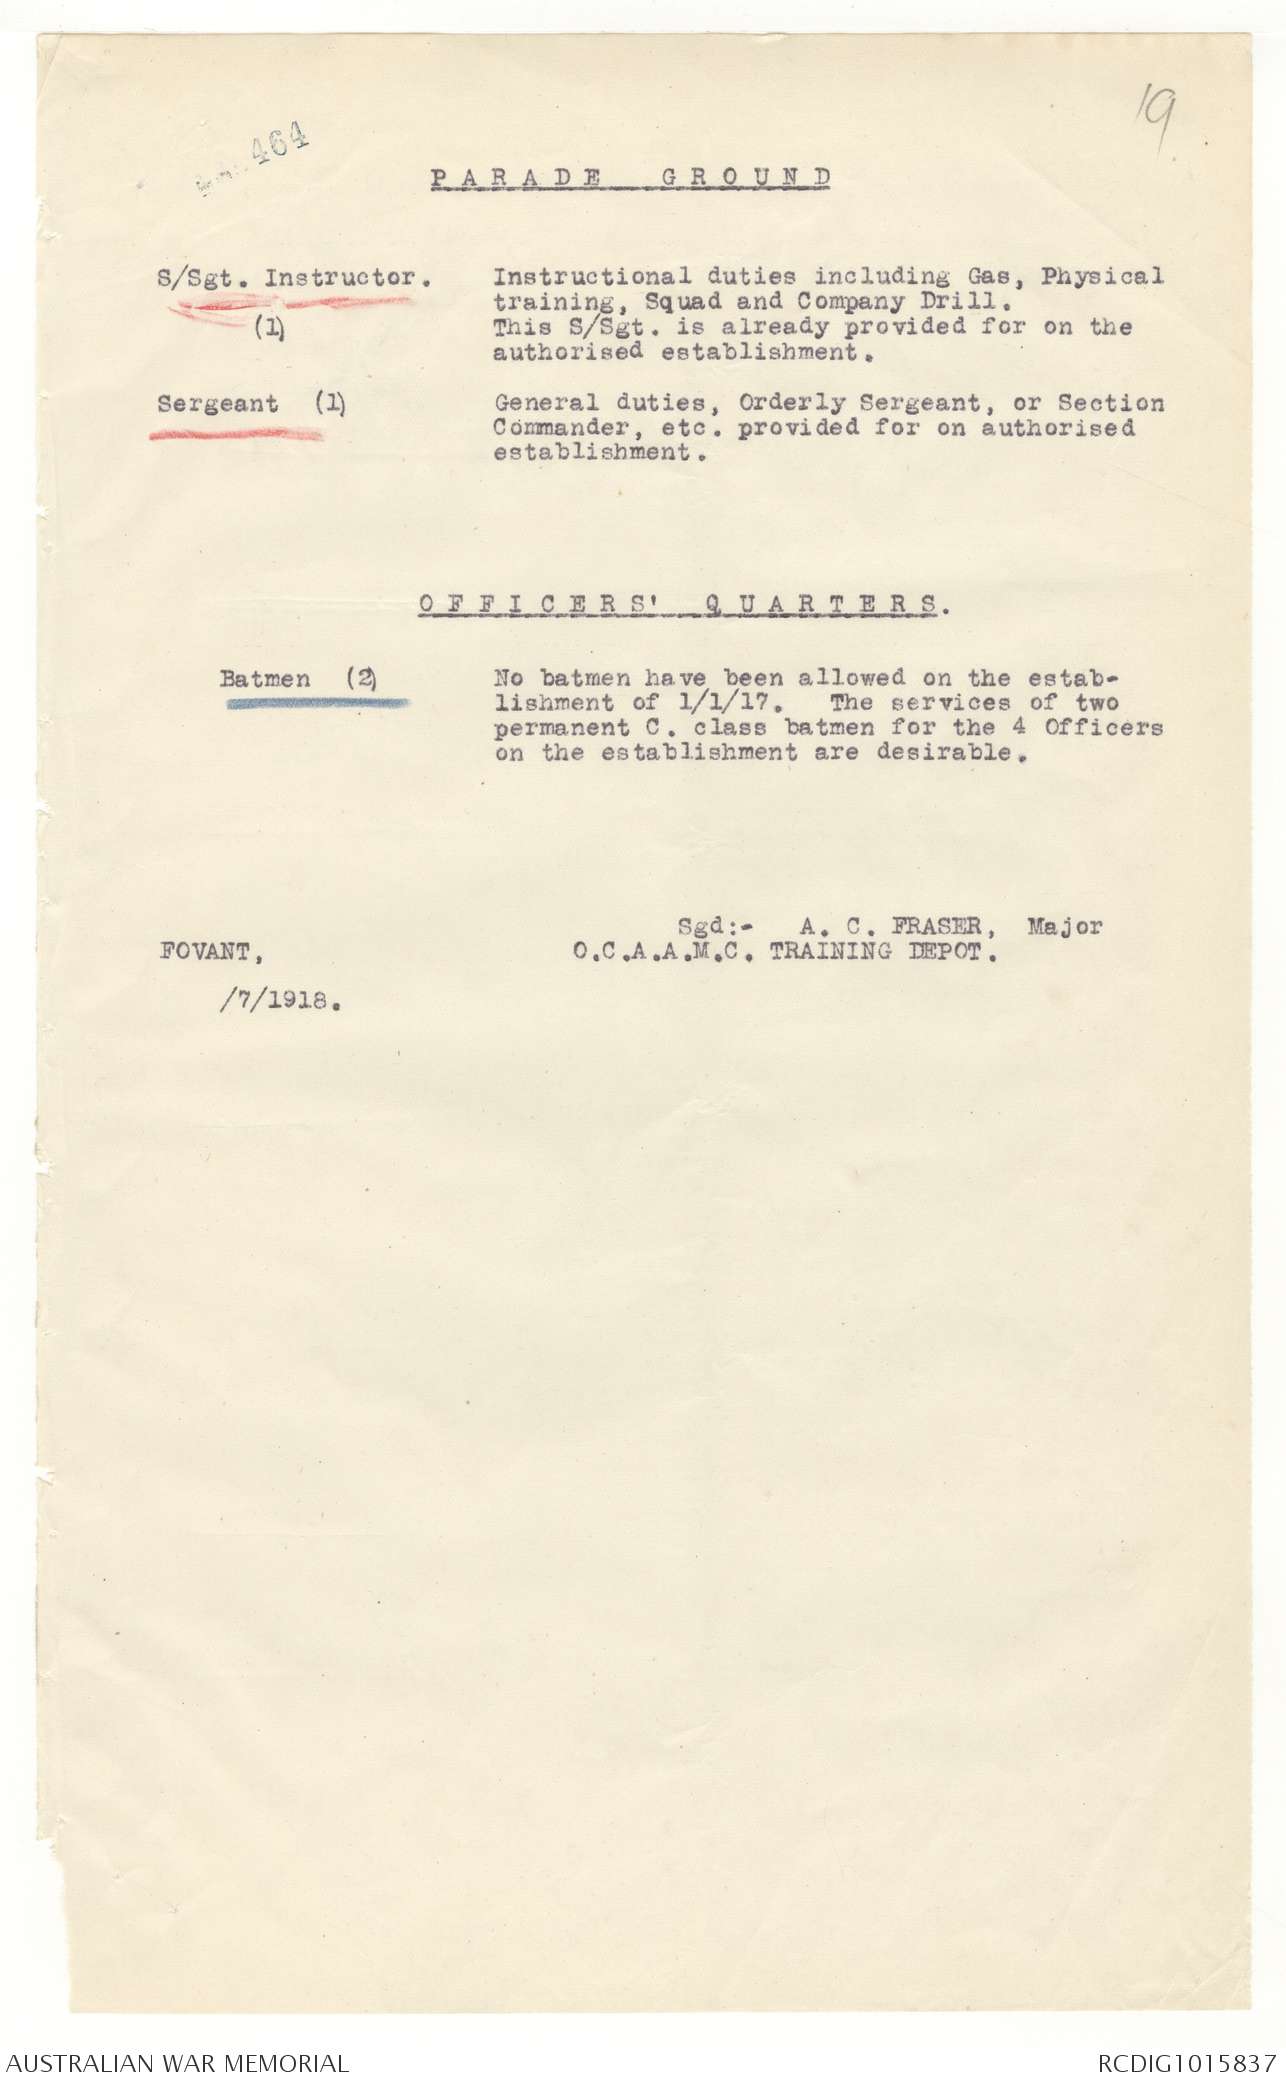 19
464
PARADE GROUND
S/Sgt. Instructor. Instructional duties including Gas, Physical
training, Squad and Company Drill.
(1) This S/Sgt. is already provided for on the
authorised establishment.
Sergeant (1) General duties, Orderly Sergeant, or Section
Commander, etc. provided for on authorised
establishment.
OFFICERS' QUARTERS.
Batmen (2) No batmen have been allowed on the estab-
lishment of 1/1/17. The services of two
permanent C. class batmen for the 4 Officers
on the establishment are desirable.
Sgd:- A. C. FRASER, Major
FOVANT, O.C.A.A.M.C. TRAINING DEPOT.
/7/1918.
AUSTRALIAN WAR MEMORIAL RCDIG1015837